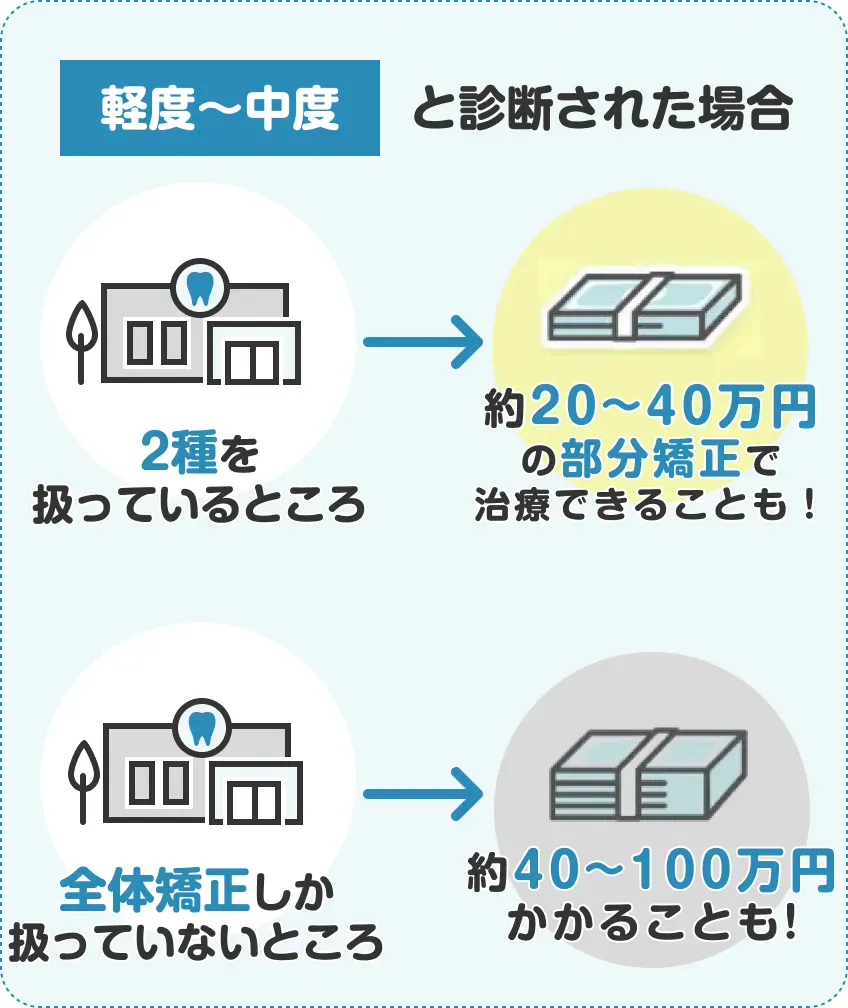 軽度～中度 と診断された場合
2種を
扱っているところ
約20～40万円
の部分矯正で
治療できることも！
全体矯正しか
扱っていないところ
約40～100万円
かかることも!